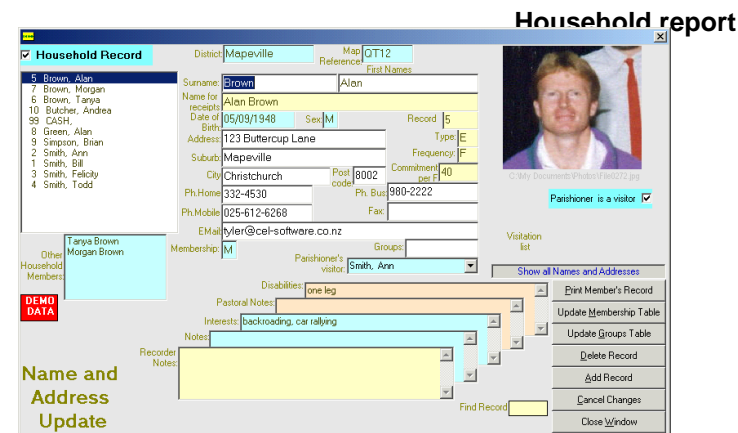 Household report
Household Record
5 Brown, Alan
7 Brown, Morgan
6 Brown, Tanya
10 Butcher, Andrea
99 CASH,
8 Green, Alan
9 Simpson, Brian
2 Smith, Ann
1 Smith, Bill
3 Smith, Felicity
4 Smith, Todd
Other Household Members: Tanya Brown
Morgan Brown
DEMO
DATA
Name and
Address
Update
District: Mapeville Map Reference: QT12
First Names
Surname: Brown Alan
Name for receipts Alan Brown
Date of Birth: 05/09/1948 Sex: M Record 5
Address: 123 Buttercup Lane Type: E
Suburb: Mapeville Frequency: F
City Christchurch Post code: 8002 Commitment per F 40
Ph.Home 332-4530 Ph. Bus: 980-2222
Ph.Mobile 025-612-6268 Fax:
EMail tyler@cel-software.co.nz
Membership: M Groups:
Parishioner's visitor: Smith, Ann
Disabilities: one leg
Pastoral Notes:
Interests: backroading, car rallying
Notes:
Recorder Notes:
Find Record
C:\My Documents\Photos\File0272.jpg
Parishioner is a visitor
Visitation
list
Show all Names and Addresses
Print Member's Record
Update Membership Table
Update Groups Table
Delete Record
Add Record
Cancel Changes
Close Window